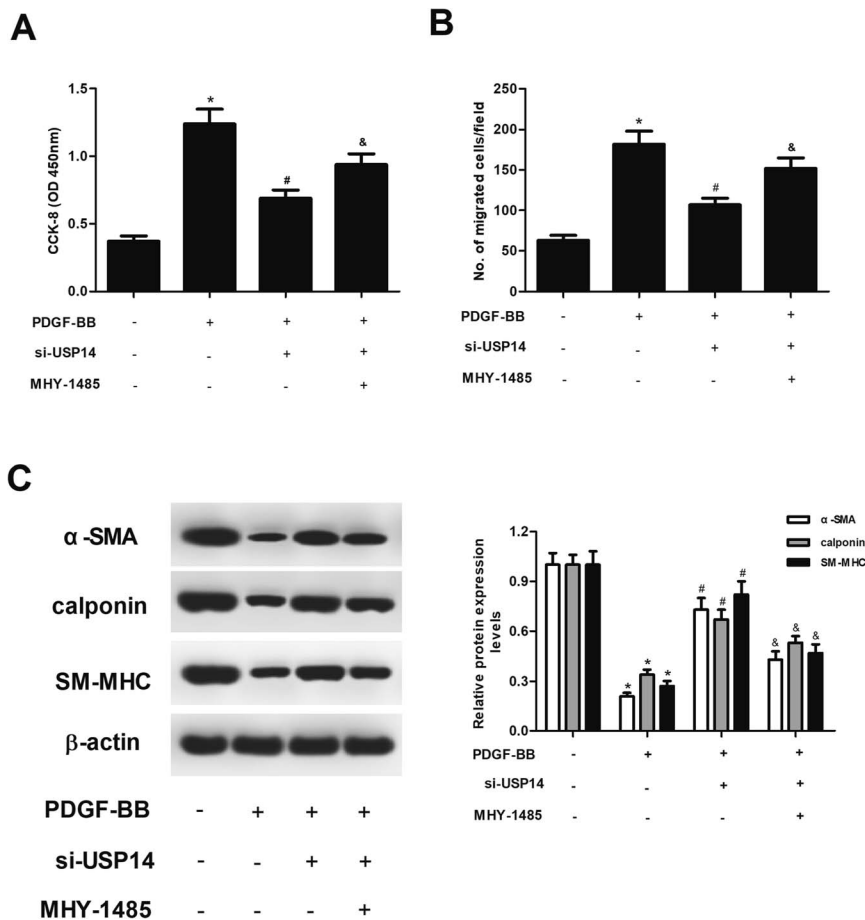 A
CCK-8 (OD 450nm)
1.5
1.0
0.5
0.0
*
#
&
PDGF-BB - + + +
si-USP14 - - + +
MHY-1485 - - - +
B
No. of migrated cells/field
250
200
150
100
50
0
*
#
&
PDGF-BB - + + +
si-USP14 - - + +
MHY-1485 - - - +
C
α-SMA
calponin
SM-MHC
β-actin
PDGF-BB - + + +
si-USP14 - - + +
MHY-1485 - - - +
α-SMA
calponin
SM-MHC
Relative protein expression
levels
1.2
0.9
0.6
0.3
0.0
* * *
# # #
& & &
PDGF-BB - + + +
si-USP14 - - + +
MHY-1485 - - - +